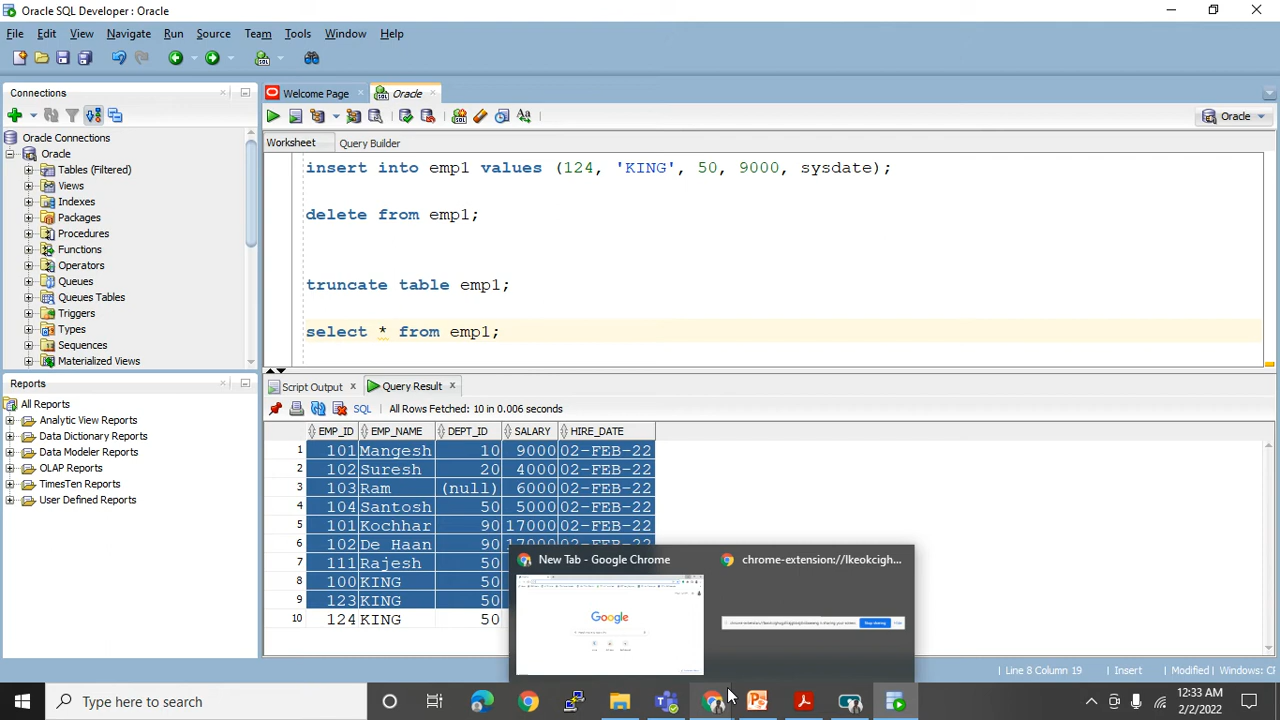 Oracle SQL Developer: Oracle
File Edit View Navigate Run Source Team Tools Window Help
Connections
Welcome Page
Oracle
Oracle
Worksheet Query Builder
Oracle Connections
Oracle
Tables (Filtered)
Views
Indexes
Packages
Procedures
Functions
Operators
Queues
Queues Tables
Triggers
Types
Sequences
Materialized Views
insert into emp1 values (124, 'KING', 50, 9000, sysdate);
delete from emp1;
truncate table emp1;
select * from emp1;
Reports
All Reports
Analytic View Reports
Data Dictionary Reports
Data Modeler Reports
OLAP Reports
TimesTen Reports
User Defined Reports
Script Output Query Result
SQL All Rows Fetched: 10 in 0.006 seconds
EMP_ID EMP_NAME DEPT_ID SALARY HIRE_DATE
1 101 Mangesh 10 9000 02-FEB-22
2 102 Suresh 20 4000 02-FEB-22
3 103 Ram (null) 6000 02-FEB-22
4 104 Santosh 50 5000 02-FEB-22
5 101 Kochhar 90 17000 02-FEB-22
6 102 De Haan 90 17000 02-FEB-22
7 111 Rajesh 50
8 100 KING 50
9 123 KING 50
10 124 KING 50
New Tab - Google Chrome
chrome-extension://lkeokcigh...
Google
Stop sharing
Line 8 Column 19 Insert Modified Windows: CF
Type here to search
12:33 AM
2/2/2022